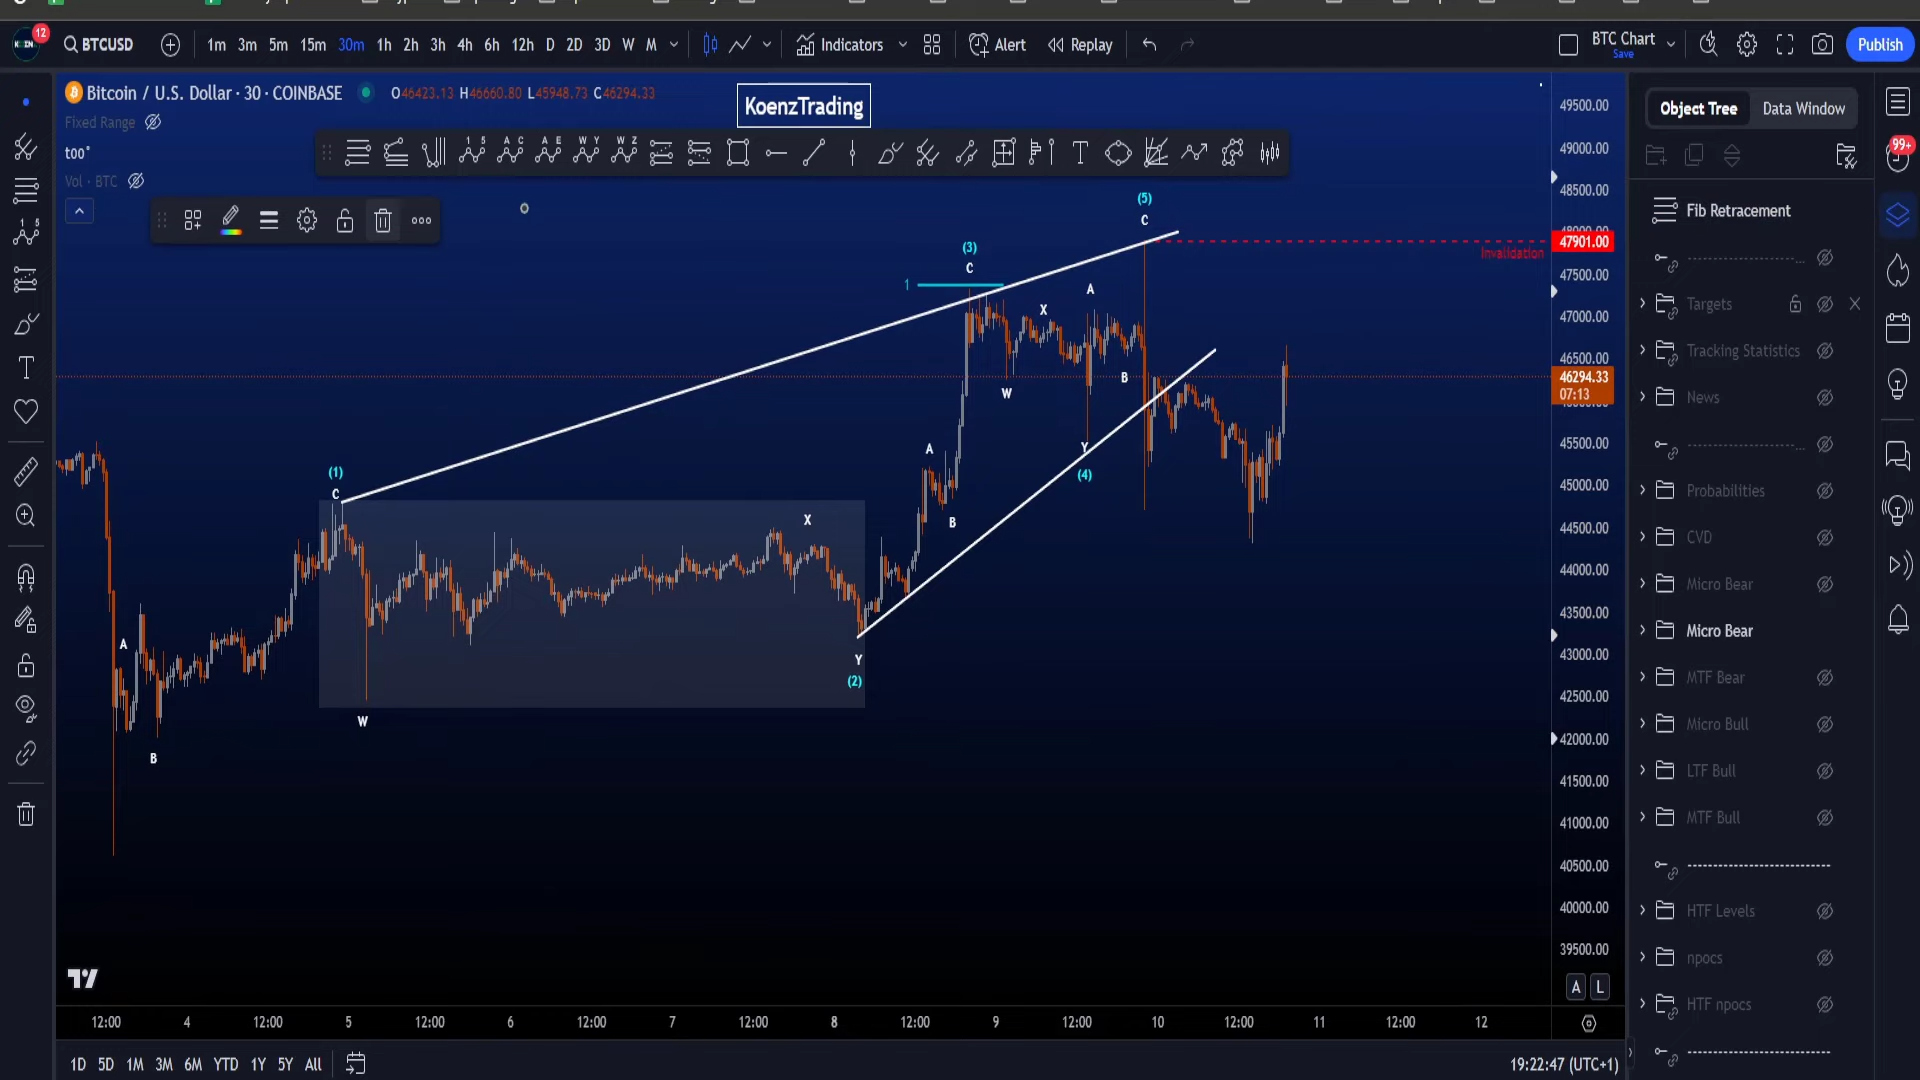 12
BTCUSD
1m 3m 5m 15m 30m 1h 2h 3h 4h 6h 12h D 2D 3D W M
Indicators
Alert
Replay
BTC Chart
Save
Publish
Bitcoin / U.S. Dollar · 30 · COINBASE
O46423.13 H46660.80 L45948.73 C46294.33
KoenzTrading
Fixed Range
too*
Vol · BTC
1 5
A C
A E
W Y
W Z
(5)
C
(3)
C
1
Invalidation
A
X
W
B
A
Y
(4)
(1)
C
B
X
A
Y
(2)
W
B
49500.00
49000.00
48500.00
47901.00
47500.00
47000.00
46500.00
46294.33
07:13
45500.00
45000.00
44500.00
44000.00
43500.00
43000.00
42500.00
42000.00
41500.00
41000.00
40500.00
40000.00
39500.00
A L
12:00 4 12:00 5 12:00 6 12:00 7 12:00 8 12:00 9 12:00 10 12:00 11 12:00 12
1D 5D 1M 3M 6M YTD 1Y 5Y All
19:22:47 (UTC+1)
Object Tree
Data Window
Fib Retracement
Targets
Tracking Statistics
News
Probabilities
CVD
Micro Bear
Micro Bear
MTF Bear
Micro Bull
LTF Bull
MTF Bull
HTF Levels
npocs
HTF npocs
99+